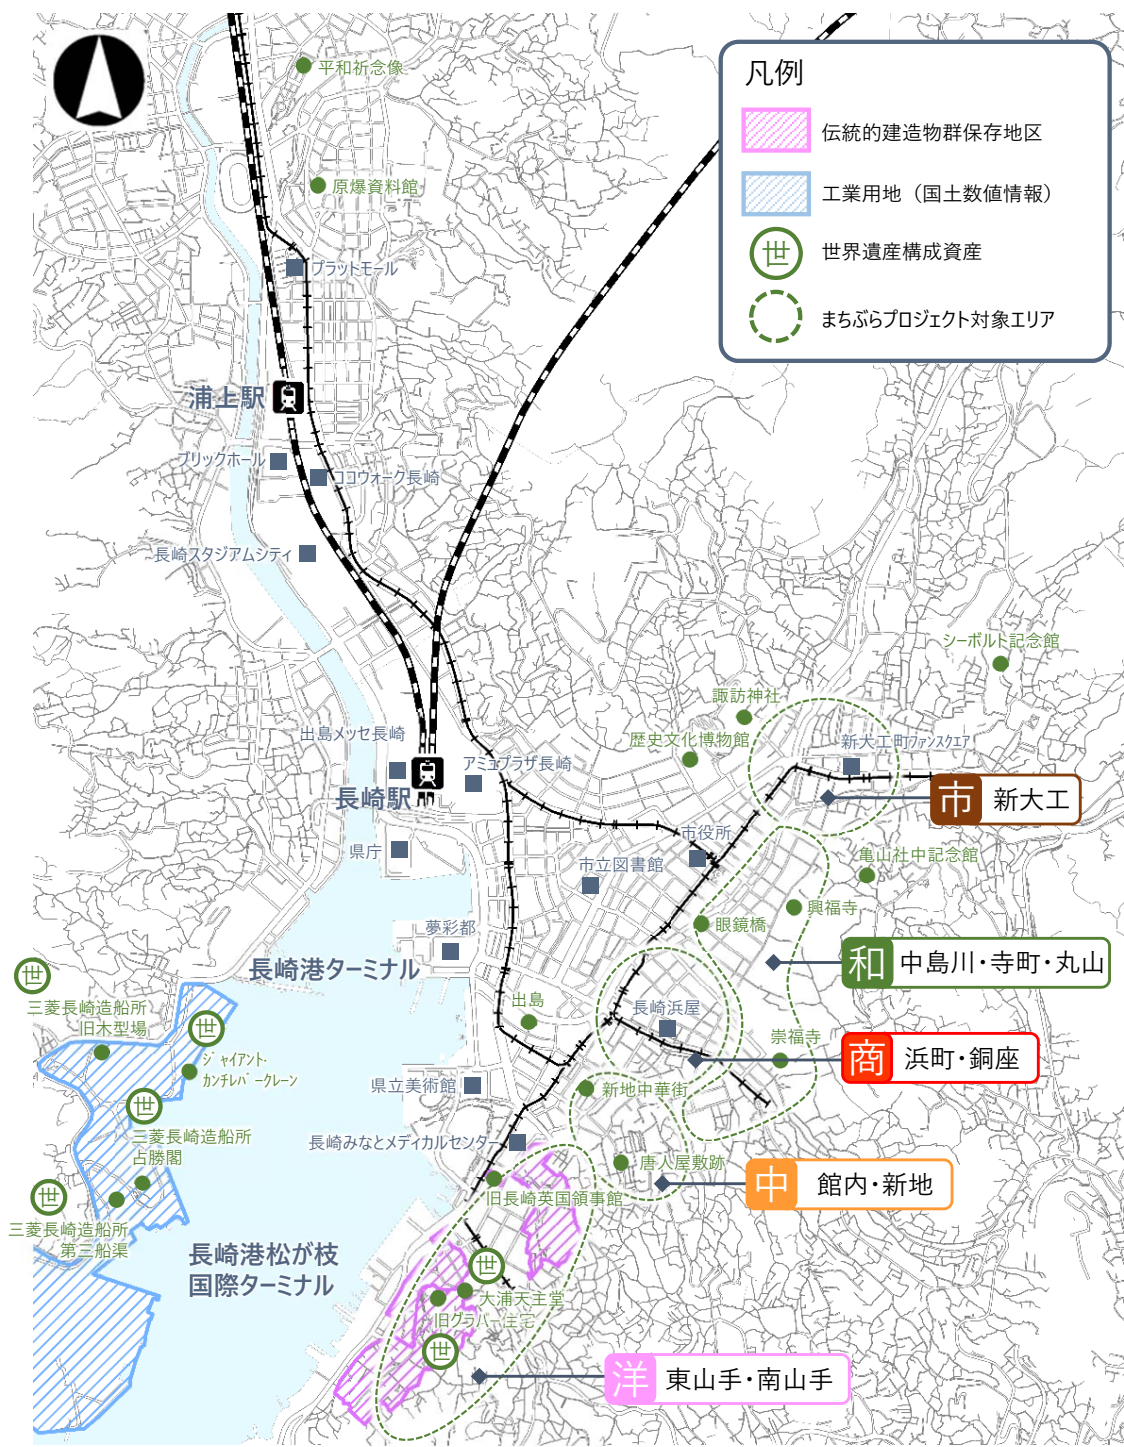 凡例
伝統的建造物群保存地区
工業用地（国土数値情報）
世 世界遺産構成資産
まちぶらプロジェクト対象エリア
平和祈念像
原爆資料館
プラットモール
浦上駅
ブリックホール
ココウォーク長崎
長崎スタジアムシティ
シーボルト記念館
諏訪神社
出島メッセ長崎
歴史文化博物館
新大工町ファンスクエア
アミュプラザ長崎
長崎駅
市 新大工
市役所
県庁
市立図書館
亀山社中記念館
興福寺
眼鏡橋
夢彩都
和 中島川・寺町・丸山
長崎港ターミナル
世
三菱長崎造船所
旧木型場
出島
長崎浜屋
世
ジャイアント・
カンチレバークレーン
崇福寺
商 浜町・銅座
県立美術館
新地中華街
世
三菱長崎造船所
占勝閣
長崎みなとメディカルセンター
唐人屋敷跡
中 館内・新地
世
三菱長崎造船所
第三船渠
旧長崎英国領事館
長崎港松が枝
国際ターミナル
世
大浦天主堂
旧グラバー住宅
世
洋 東山手・南山手